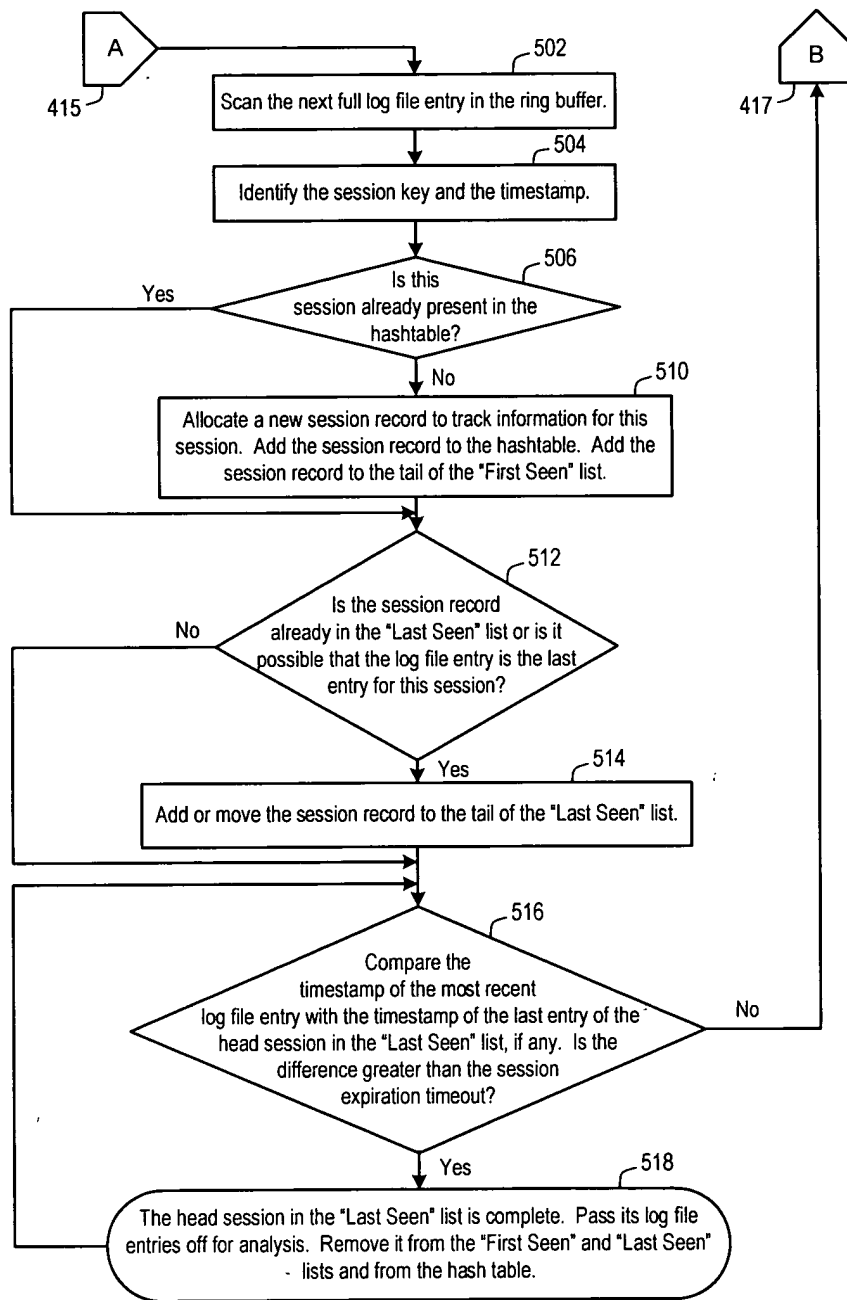 A
415
502
Scan the next full log file entry in the ring buffer.
504
Identify the session key and the timestamp.
506
Is this
session already present in the
hashtable?
Yes
No
510
Allocate a new session record to track information for this
session. Add the session record to the hashtable. Add the
session record to the tail of the "First Seen" list.
512
Is the session record
already in the "Last Seen" list or is it
possible that the log file entry is the last
entry for this session?
No
Yes
514
Add or move the session record to the tail of the "Last Seen" list.
516
Compare the
timestamp of the most recent
log file entry with the timestamp of the last entry of the
head session in the "Last Seen" list, if any. Is the
difference greater than the session
expiration timeout?
No
Yes
518
The head session in the "Last Seen" list is complete. Pass its log file
entries off for analysis. Remove it from the "First Seen" and "Last Seen"
lists and from the hash table.
B
417